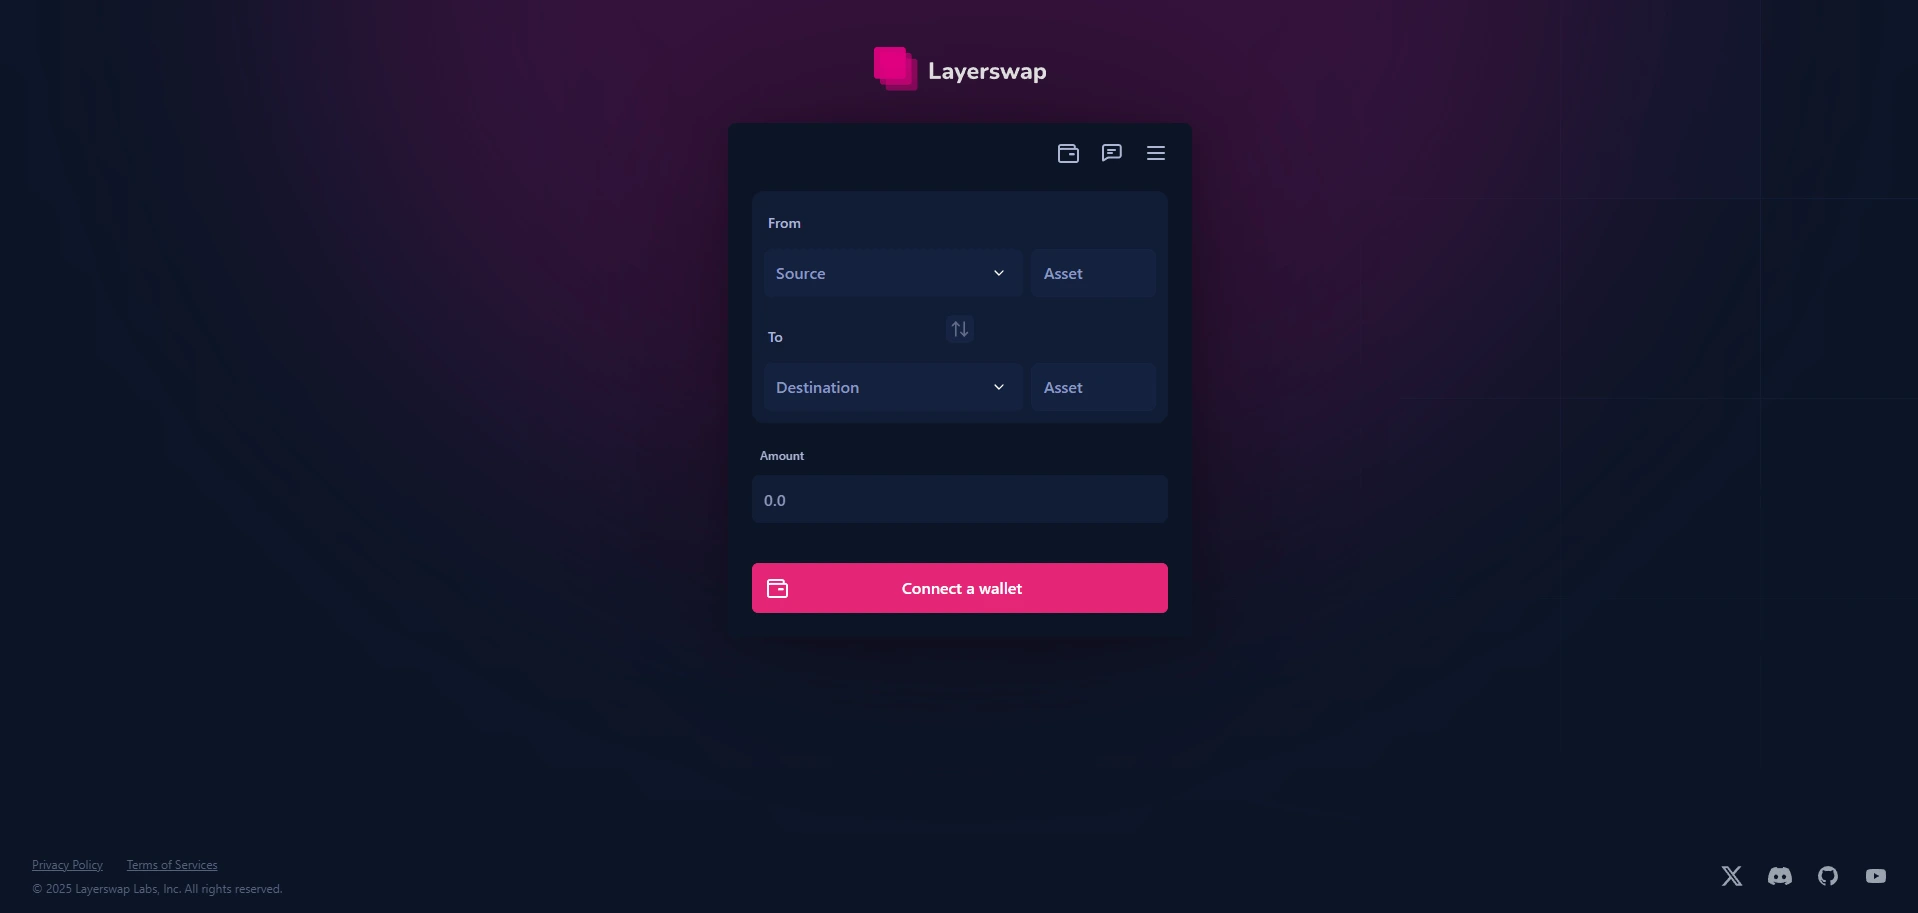 Layerswap
From
Source
Asset
To
Destination
Asset
Amount
0.0
Connect a wallet
Privacy Policy Terms of Services
© 2025 Layerswap Labs, Inc. All rights reserved.